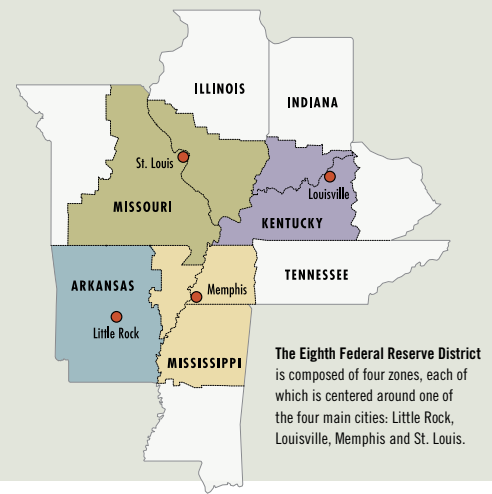 ILLINOIS
INDIANA
St. Louis
Louisville
MISSOURI
KENTUCKY
TENNESSEE
ARKANSAS
Memphis
Little Rock
MISSISSIPPI
The Eighth Federal Reserve District
is composed of four zones, each of
which is centered around one of
the four main cities: Little Rock,
Louisville, Memphis and St. Louis.